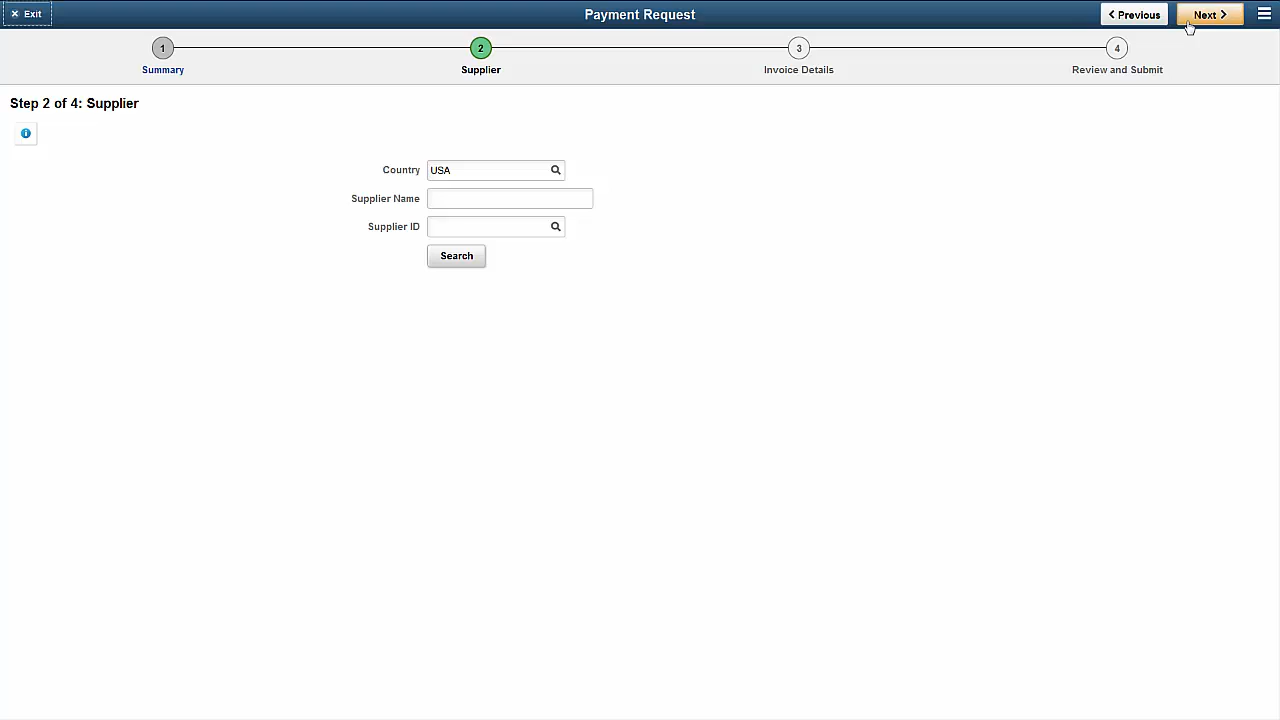 Exit
Payment Request
Previous
Next
1
2
3
4
Summary
Supplier
Invoice Details
Review and Submit
Step 2 of 4: Supplier
Country USA
Supplier Name
Supplier ID
Search